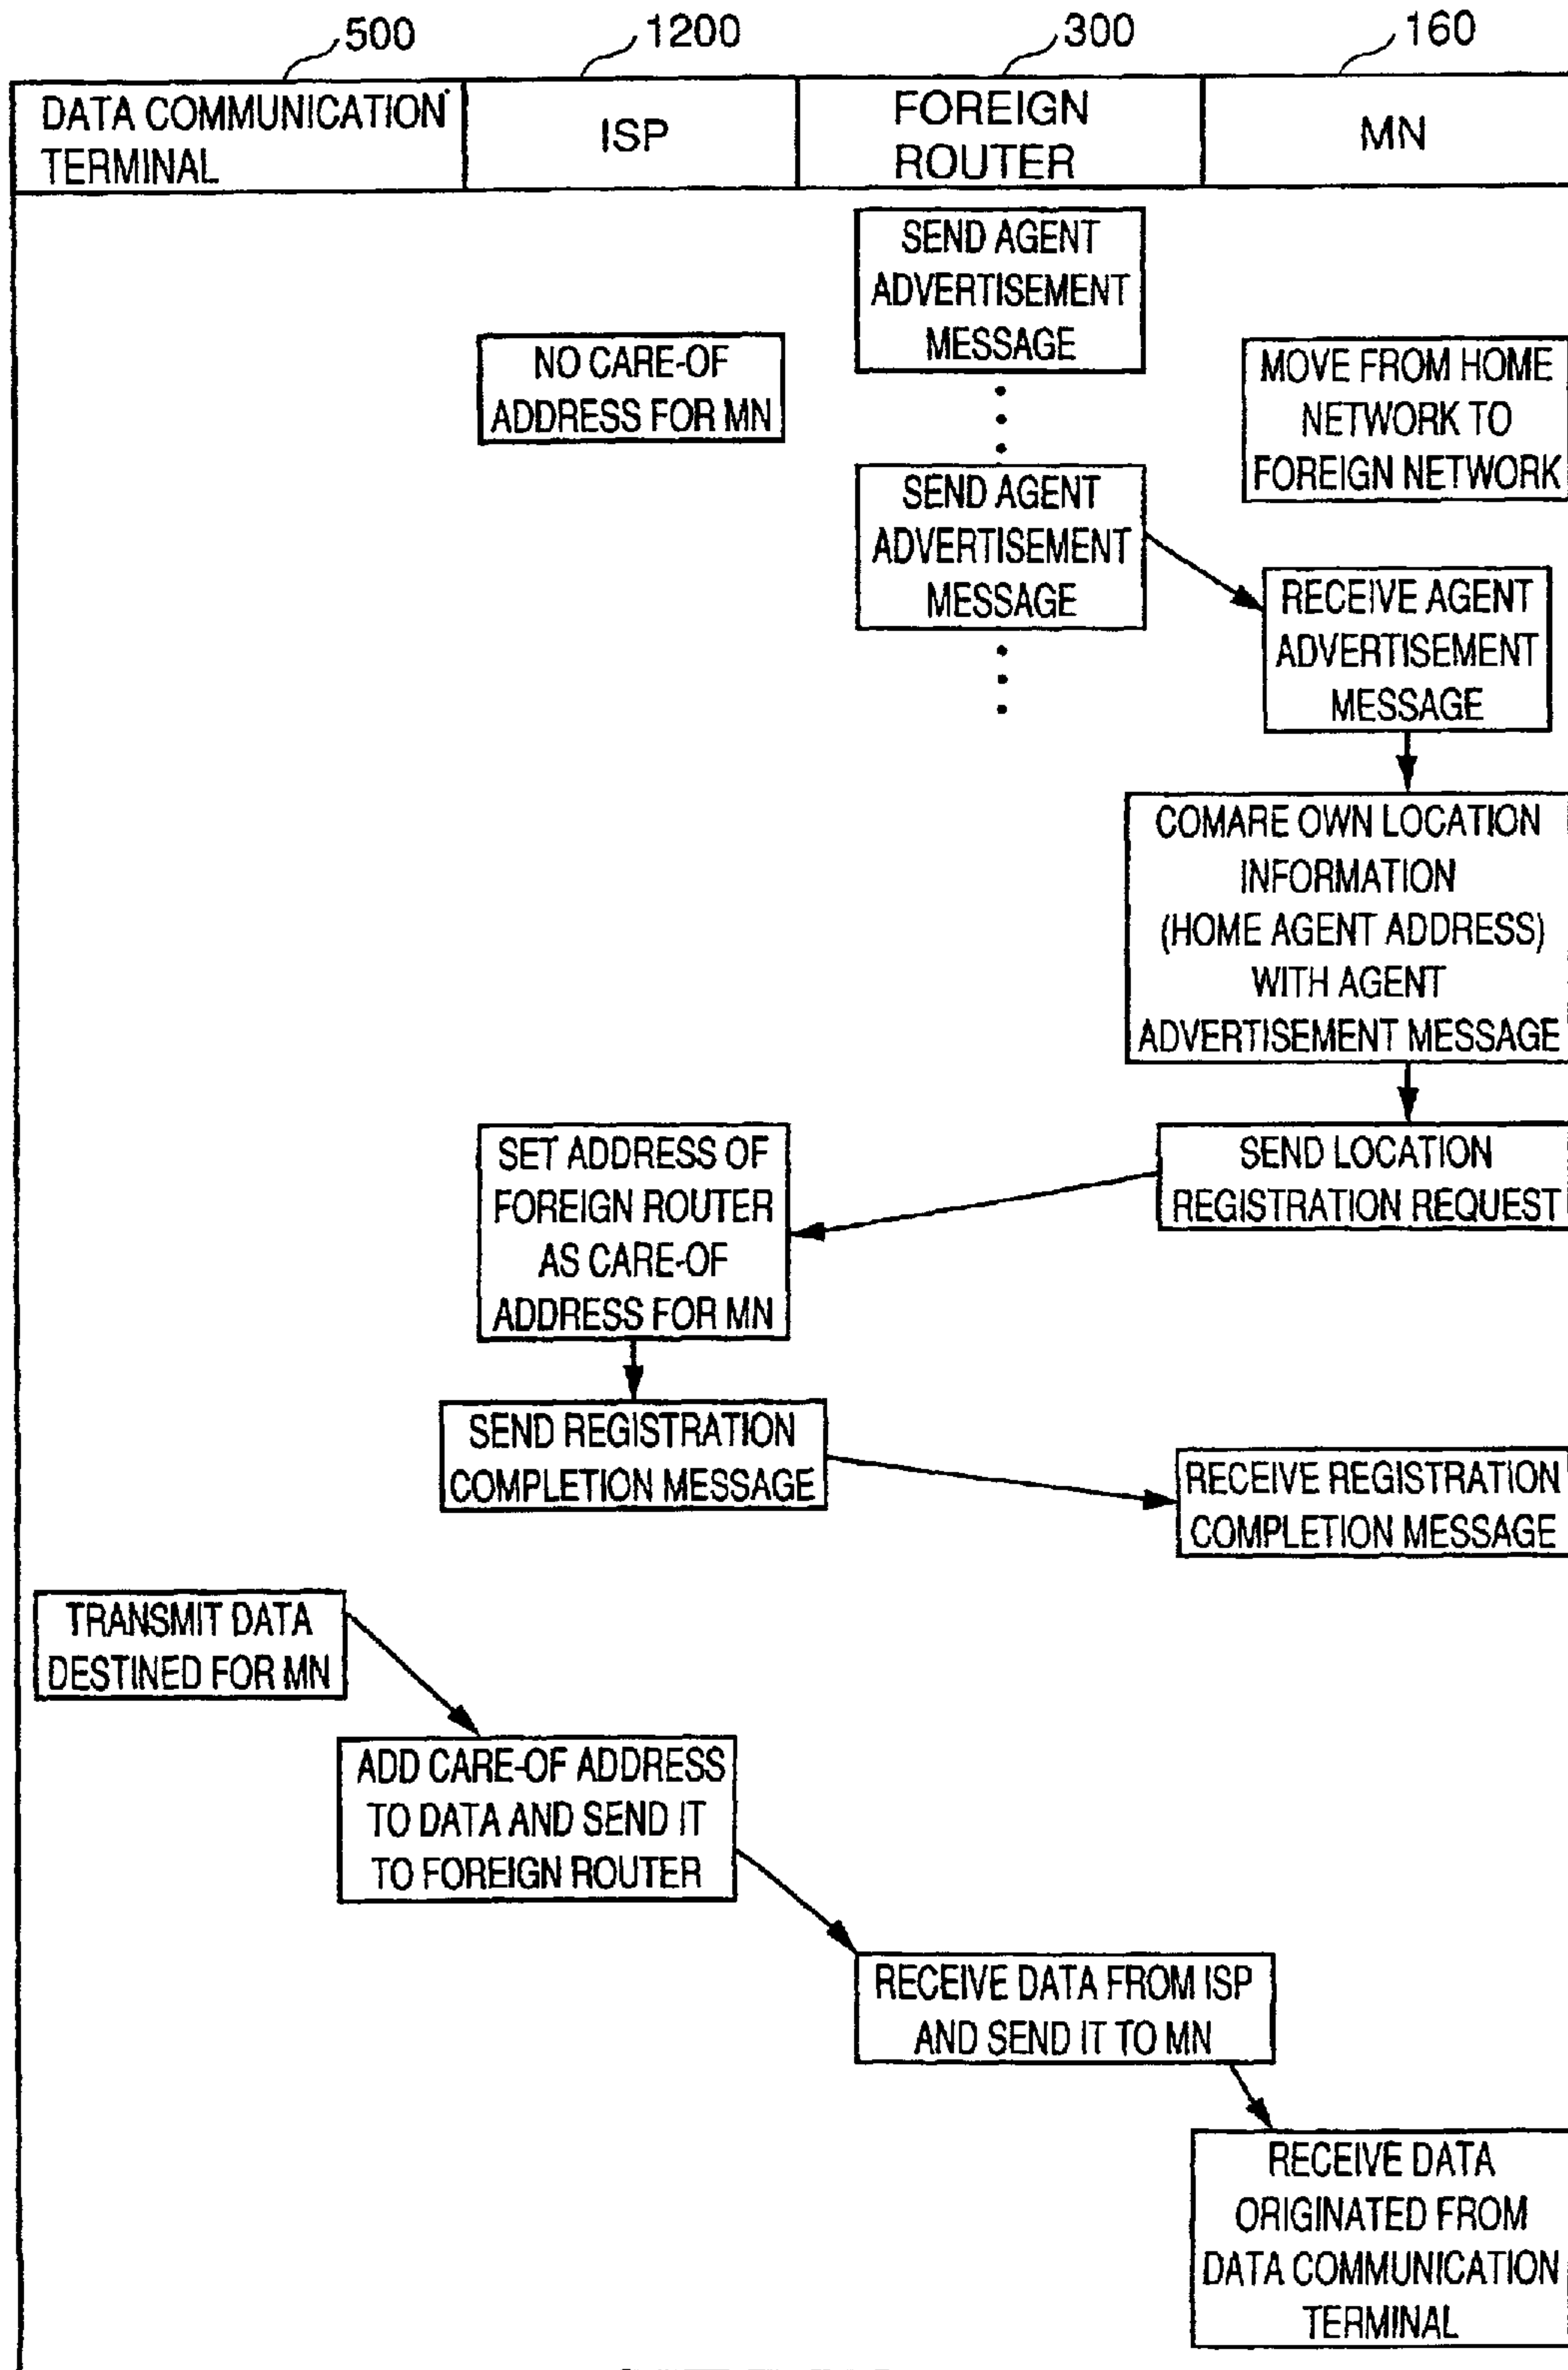 500
1200
300
160
DATA COMMUNICATION
TERMINAL
ISP
FOREIGN
ROUTER
MN
SEND AGENT
ADVERTISEMENT
MESSAGE
NO CARE-OF
ADDRESS FOR MN
MOVE FROM HOME
NETWORK TO
FOREIGN NETWORK
SEND AGENT
ADVERTISEMENT
MESSAGE
RECEIVE AGENT
ADVERTISEMENT
MESSAGE
COMARE OWN LOCATION
INFORMATION
(HOME AGENT ADDRESS)
WITH AGENT
ADVERTISEMENT MESSAGE
SEND LOCATION
REGISTRATION REQUEST
SET ADDRESS OF
FOREIGN ROUTER
AS CARE-OF
ADDRESS FOR MN
SEND REGISTRATION
COMPLETION MESSAGE
RECEIVE REGISTRATION
COMPLETION MESSAGE
TRANSMIT DATA
DESTINED FOR MN
ADD CARE-OF ADDRESS
TO DATA AND SEND IT
TO FOREIGN ROUTER
RECEIVE DATA FROM ISP
AND SEND IT TO MN
RECEIVE DATA
ORIGINATED FROM
DATA COMMUNICATION
TERMINAL